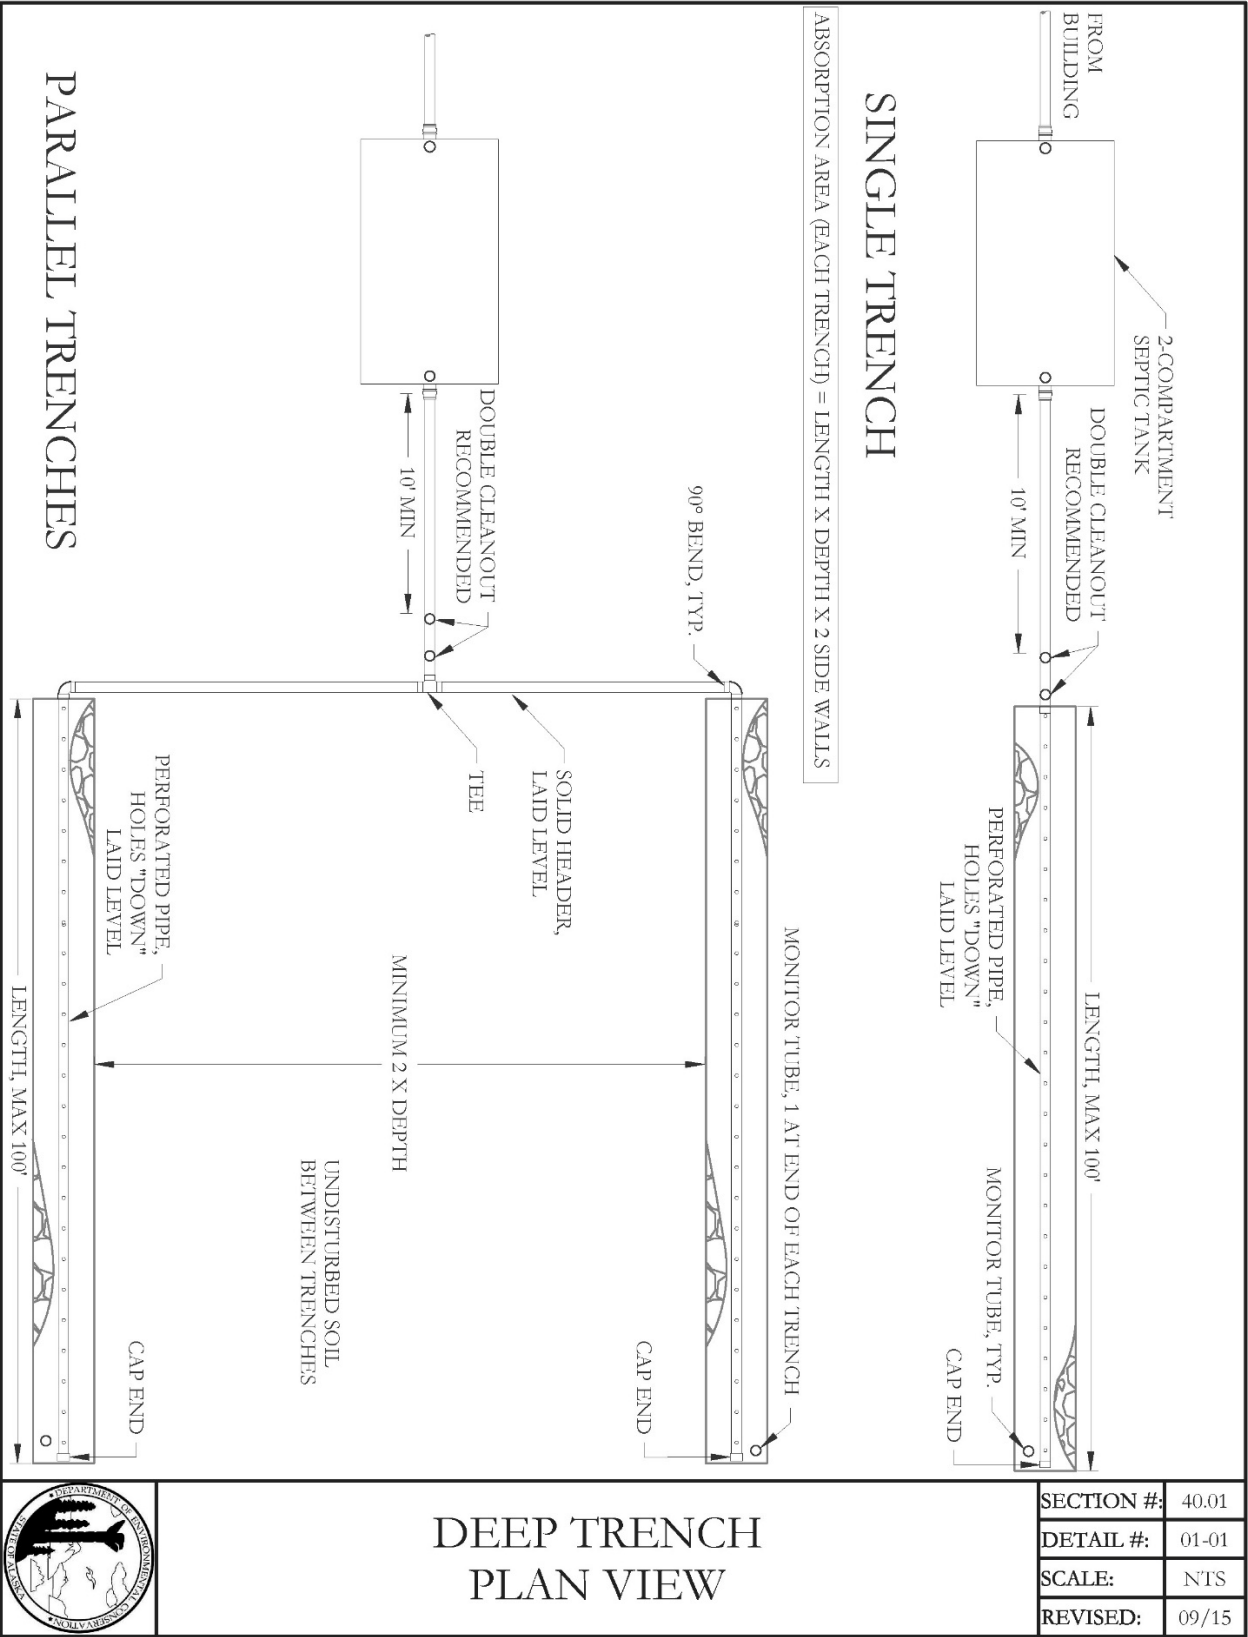 FROM
BUILDING
2-COMPARTMENT
SEPTIC TANK
DOUBLE CLEANOUT
RECOMMENDED
10' MIN
LENGTH, MAX 100'
PERFORATED PIPE,
HOLES "DOWN"
LAID LEVEL
MONITOR TUBE, TYP.
CAP END
SINGLE TRENCH
ABSORPTION AREA (EACH TRENCH) = LENGTH X DEPTH X 2 SIDE WALLS
MONITOR TUBE, 1 AT END OF EACH TRENCH
90° BEND, TYP.
CAP END
SOLID HEADER,
LAID LEVEL
TEE
DOUBLE CLEANOUT
RECOMMENDED
10' MIN
MINIMUM 2 X DEPTH
UNDISTURBED SOIL
BETWEEN TRENCHES
PERFORATED PIPE,
HOLES "DOWN"
LAID LEVEL
CAP END
LENGTH, MAX 100'
PARALLEL TRENCHES
DEPARTMENT OF ENVIRONMENTAL CONSERVATION
STATE OF ALASKA
DEEP TRENCH
PLAN VIEW
SECTION #: 40.01
DETAIL #: 01-01
SCALE: NTS
REVISED: 09/15